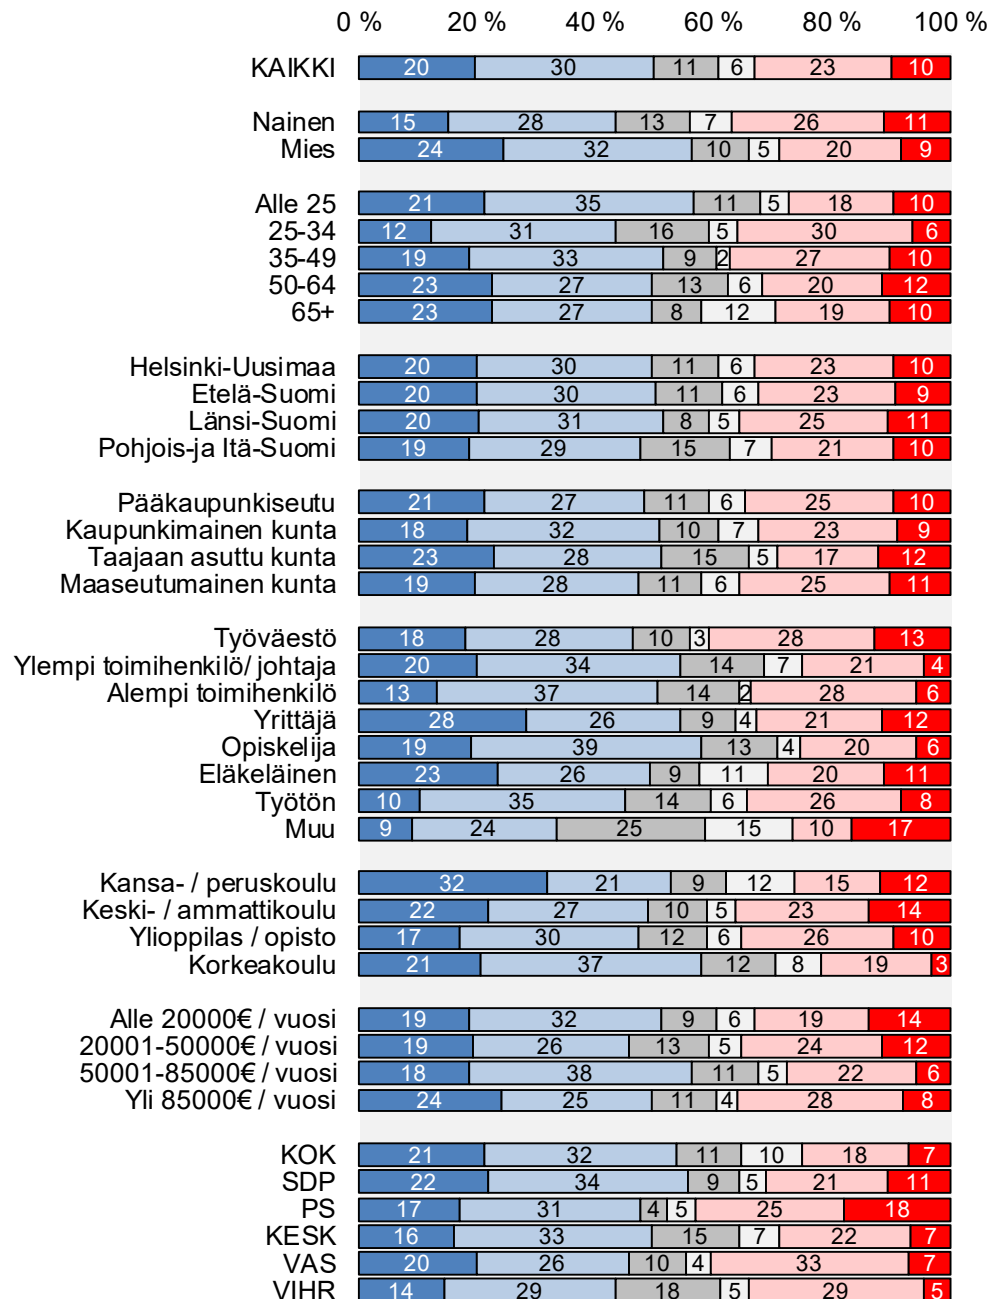 0 % 20 % 40 % 60 % 80 % 100 %
KAIKKI 20 30 11 6 23 10
Nainen 15 28 13 7 26 11
Mies 24 32 10 5 20 9
Alle 25 21 35 11 5 18 10
25-34 12 31 16 5 30 6
35-49 19 33 9 2 27 10
50-64 23 27 13 6 20 12
65+ 23 27 8 12 19 10
Helsinki-Uusimaa 20 30 11 6 23 10
Etelä-Suomi 20 30 11 6 23 9
Länsi-Suomi 20 31 8 5 25 11
Pohjois-ja Itä-Suomi 19 29 15 7 21 10
Pääkaupunkiseutu 21 27 11 6 25 10
Kaupunkimainen kunta 18 32 10 7 23 9
Taajaan asuttu kunta 23 28 15 5 17 12
Maaseutumainen kunta 19 28 11 6 25 11
Työväestö 18 28 10 3 28 13
Ylempi toimihenkilö/ johtaja 20 34 14 7 21 4
Alempi toimihenkilö 13 37 14 2 28 6
Yrittäjä 28 26 9 4 21 12
Opiskelija 19 39 13 4 20 6
Eläkeläinen 23 26 9 11 20 11
Työtön 10 35 14 6 26 8
Muu 9 24 25 15 10 17
Kansa- / peruskoulu 32 21 9 12 15 12
Keski- / ammattikoulu 22 27 10 5 23 14
Ylioppilas / opisto 17 30 12 6 26 10
Korkeakoulu 21 37 12 8 19 3
Alle 20000€ / vuosi 19 32 9 6 19 14
20001-50000€ / vuosi 19 26 13 5 24 12
50001-85000€ / vuosi 18 38 11 5 22 6
Yli 85000€ / vuosi 24 25 11 4 28 8
KOK 21 32 11 10 18 7
SDP 22 34 9 5 21 11
PS 17 31 4 5 25 18
KESK 16 33 15 7 22 7
VAS 20 26 10 4 33 7
VIHR 14 29 18 5 29 5